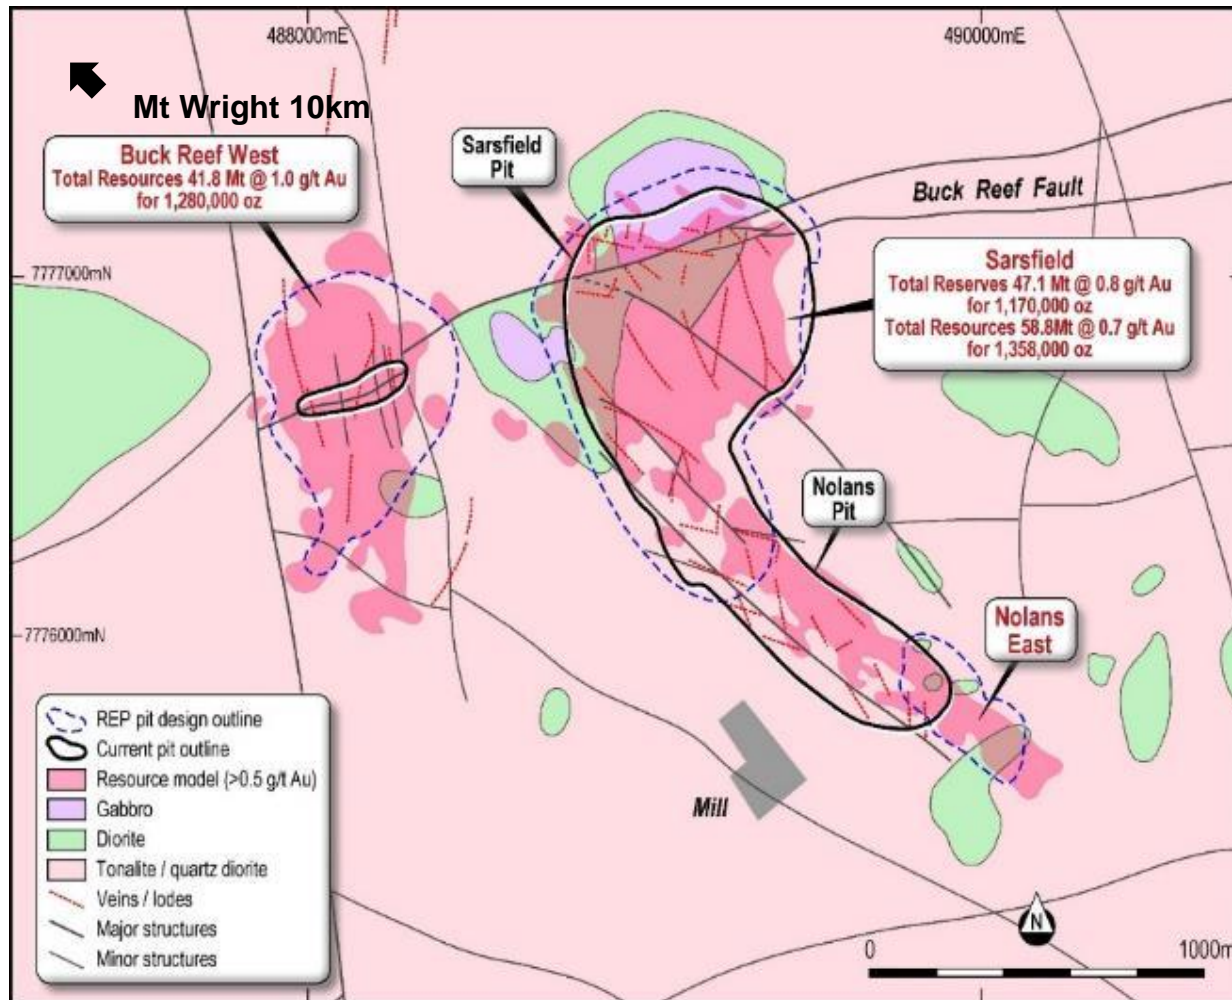 488000mE
490000mE
Mt Wright 10km
Buck Reef West
Total Resources 41.8 Mt @ 1.0 g/t Au
for 1,280,000 oz
Sarsfield
Pit
Buck Reef Fault
7777000mN
Sarsfield
Total Reserves 47.1 Mt @ 0.8 g/t Au
for 1,170,000 oz
Total Resources 58.8Mt @ 0.7 g/t Au
for 1,358,000 oz
Nolans
Pit
7776000mN
Nolans
East
REP pit design outline
Current pit outline
Resource model (>0.5 g/t Au)
Gabbro
Diorite
Tonalite / quartz diorite
Veins / lodes
Major structures
Minor structures
Mill
N
0
1000m